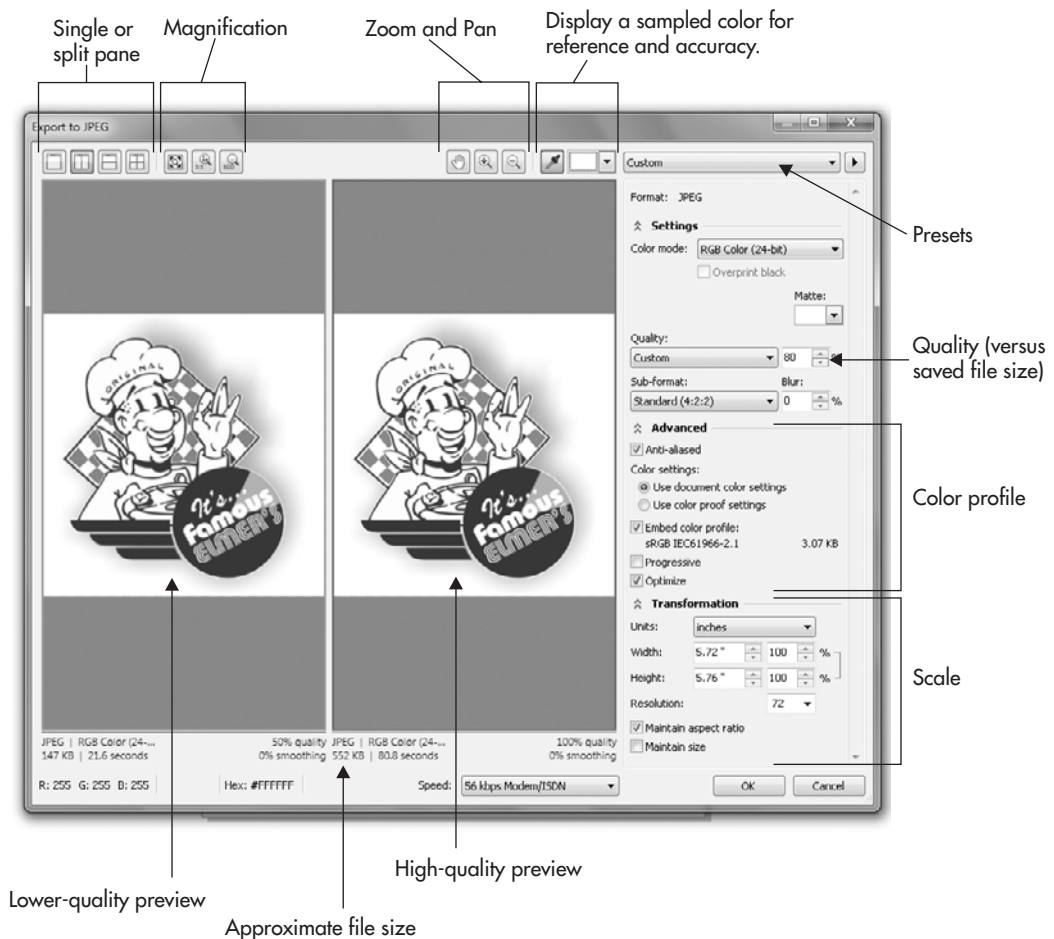 Single or
split pane
Magnification
Zoom and Pan
Display a sampled color for
reference and accuracy.
Export to JPEG
Custom
Format: JPEG
Settings
Color mode: RGB Color (24-bit)
Overprint black
Matte:
Presets
Quality:
Custom 80 %
Quality (versus
saved file size)
Sub-format: Blur:
Standard (4:2:2) 0 %
Advanced
Anti-aliased
Color settings:
Use document color settings
Use color proof settings
Embed color profile:
sRGB IEC61966-2.1 3.07 KB
Progressive
Optimize
Color profile
Transformation
Units: inches
Width: 5.72 " 100 %
Height: 5.76 " 100 %
Resolution: 72
Maintain aspect ratio
Maintain size
Scale
ORIGINAL
It's...
Famous
ELMER'S
ORIGINAL
It's...
Famous
ELMER'S
JPEG | RGB Color (24-... 50% quality
147 KB | 21.6 seconds 0% smoothing
JPEG | RGB Color (24-... 100% quality
552 KB | 80.8 seconds 0% smoothing
R: 255 G: 255 B: 255 Hex: #FFFFFF Speed: 56 kbps Modem/ISDN OK Cancel
High-quality preview
Lower-quality preview
Approximate file size